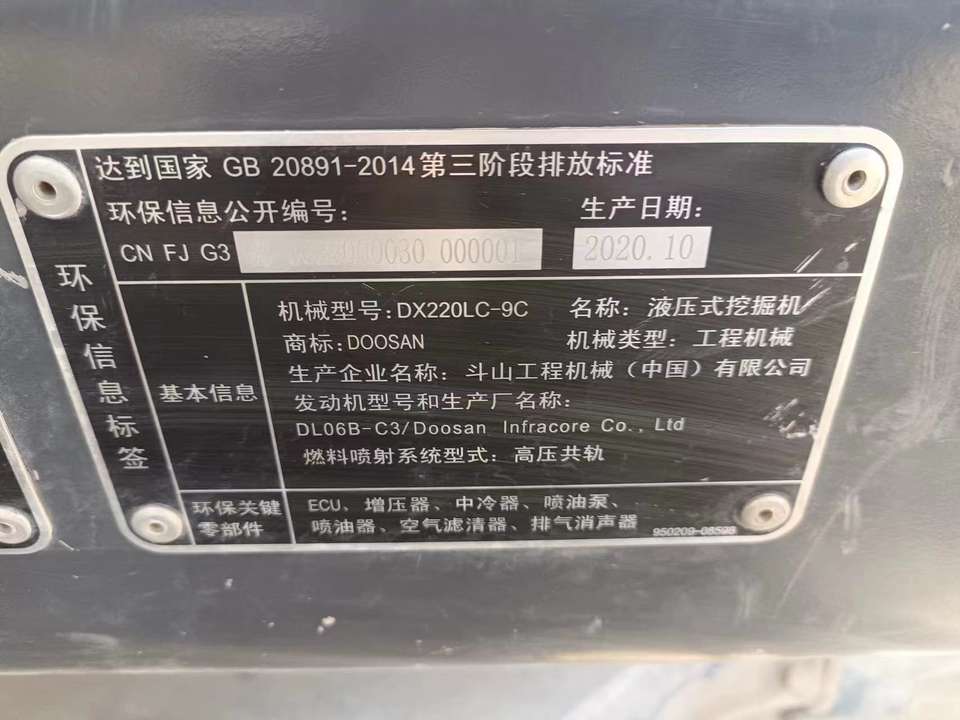 达到国家 GB 20891-2014第三阶段排放标准
环保信息公开编号： 生产日期：
CN FJ G3 000001 2020.10
环保信息标签
基本信息
机械型号：DX220LC-9C 名称：液压式挖掘机
商标：DOOSAN 机械类型：工程机械
生产企业名称：斗山工程机械（中国）有限公司
发动机型号和生产厂名称：
DL06B-C3/Doosan Infracore Co., Ltd
燃料喷射系统型式：高压共轨
环保关键零部件
ECU、增压器、中冷器、喷油泵、
喷油器、空气滤清器、排气消声器
950209-08598